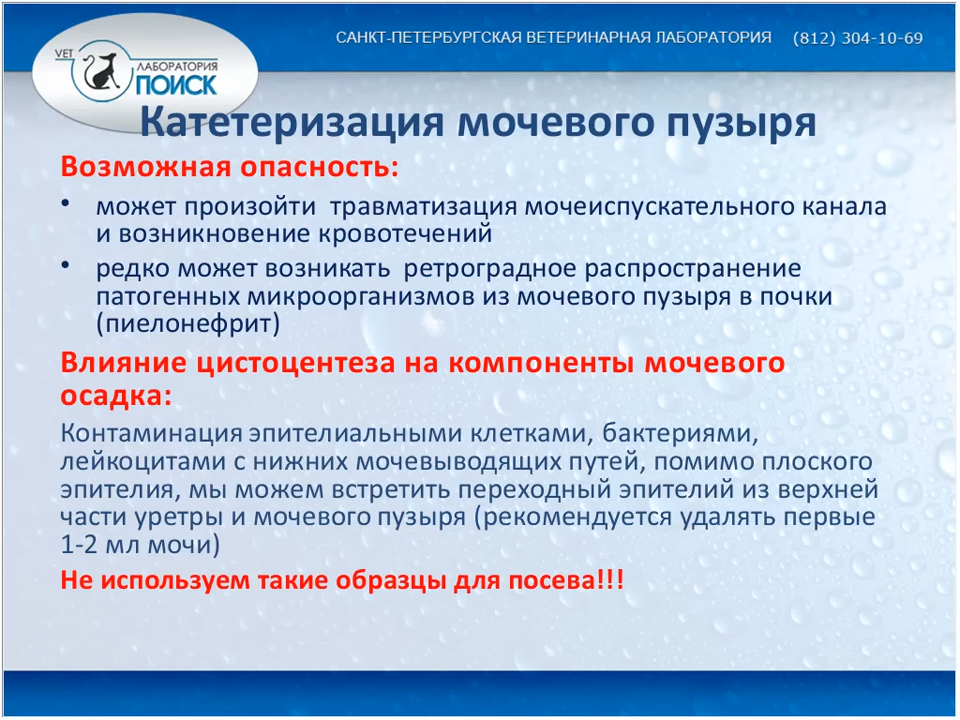 САНКТ-ПЕТЕРБУРГСКАЯ ВЕТЕРИНАРНАЯ ЛАБОРАТОРИЯ (812) 304-10-69
VET
ЛАБОРАТОРИЯ
ПОИСК
Катетеризация мочевого пузыря
Возможная опасность:
• может произойти травматизация мочеиспускательного канала
и возникновение кровотечений
• редко может возникать ретроградное распространение
патогенных микроорганизмов из мочевого пузыря в почки
(пиелонефрит)
Влияние цистоцентеза на компоненты мочевого
осадка:
Контаминация эпителиальными клетками, бактериями,
лейкоцитами с нижних мочевыводящих путей, помимо плоского
эпителия, мы можем встретить переходный эпителий из верхней
части уретры и мочевого пузыря (рекомендуется удалять первые
1-2 мл мочи)
Не используем такие образцы для посева!!!